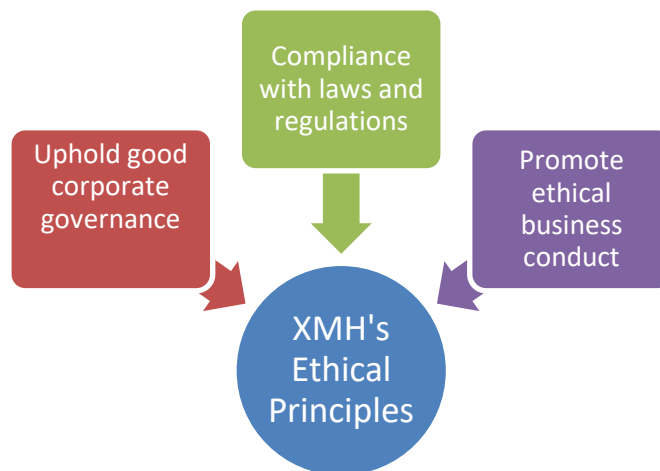 Compliance
with laws and
regulations
Uphold good
corporate
governance
Promote
ethical
business
conduct
XMH's
Ethical
Principles